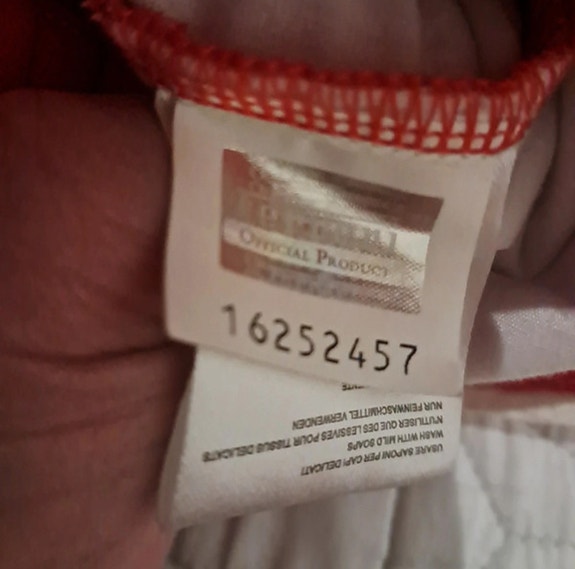 OFFICIAL PRODUCT
16252457
USARE SAPONI PER CAPI DELICATI
WASH WITH MILD SOAPS
N'UTILISER QUE DES LESSIVES POUR TISSUS DELICATS
NUR FEINWASCHMITTEL VERWENDEN